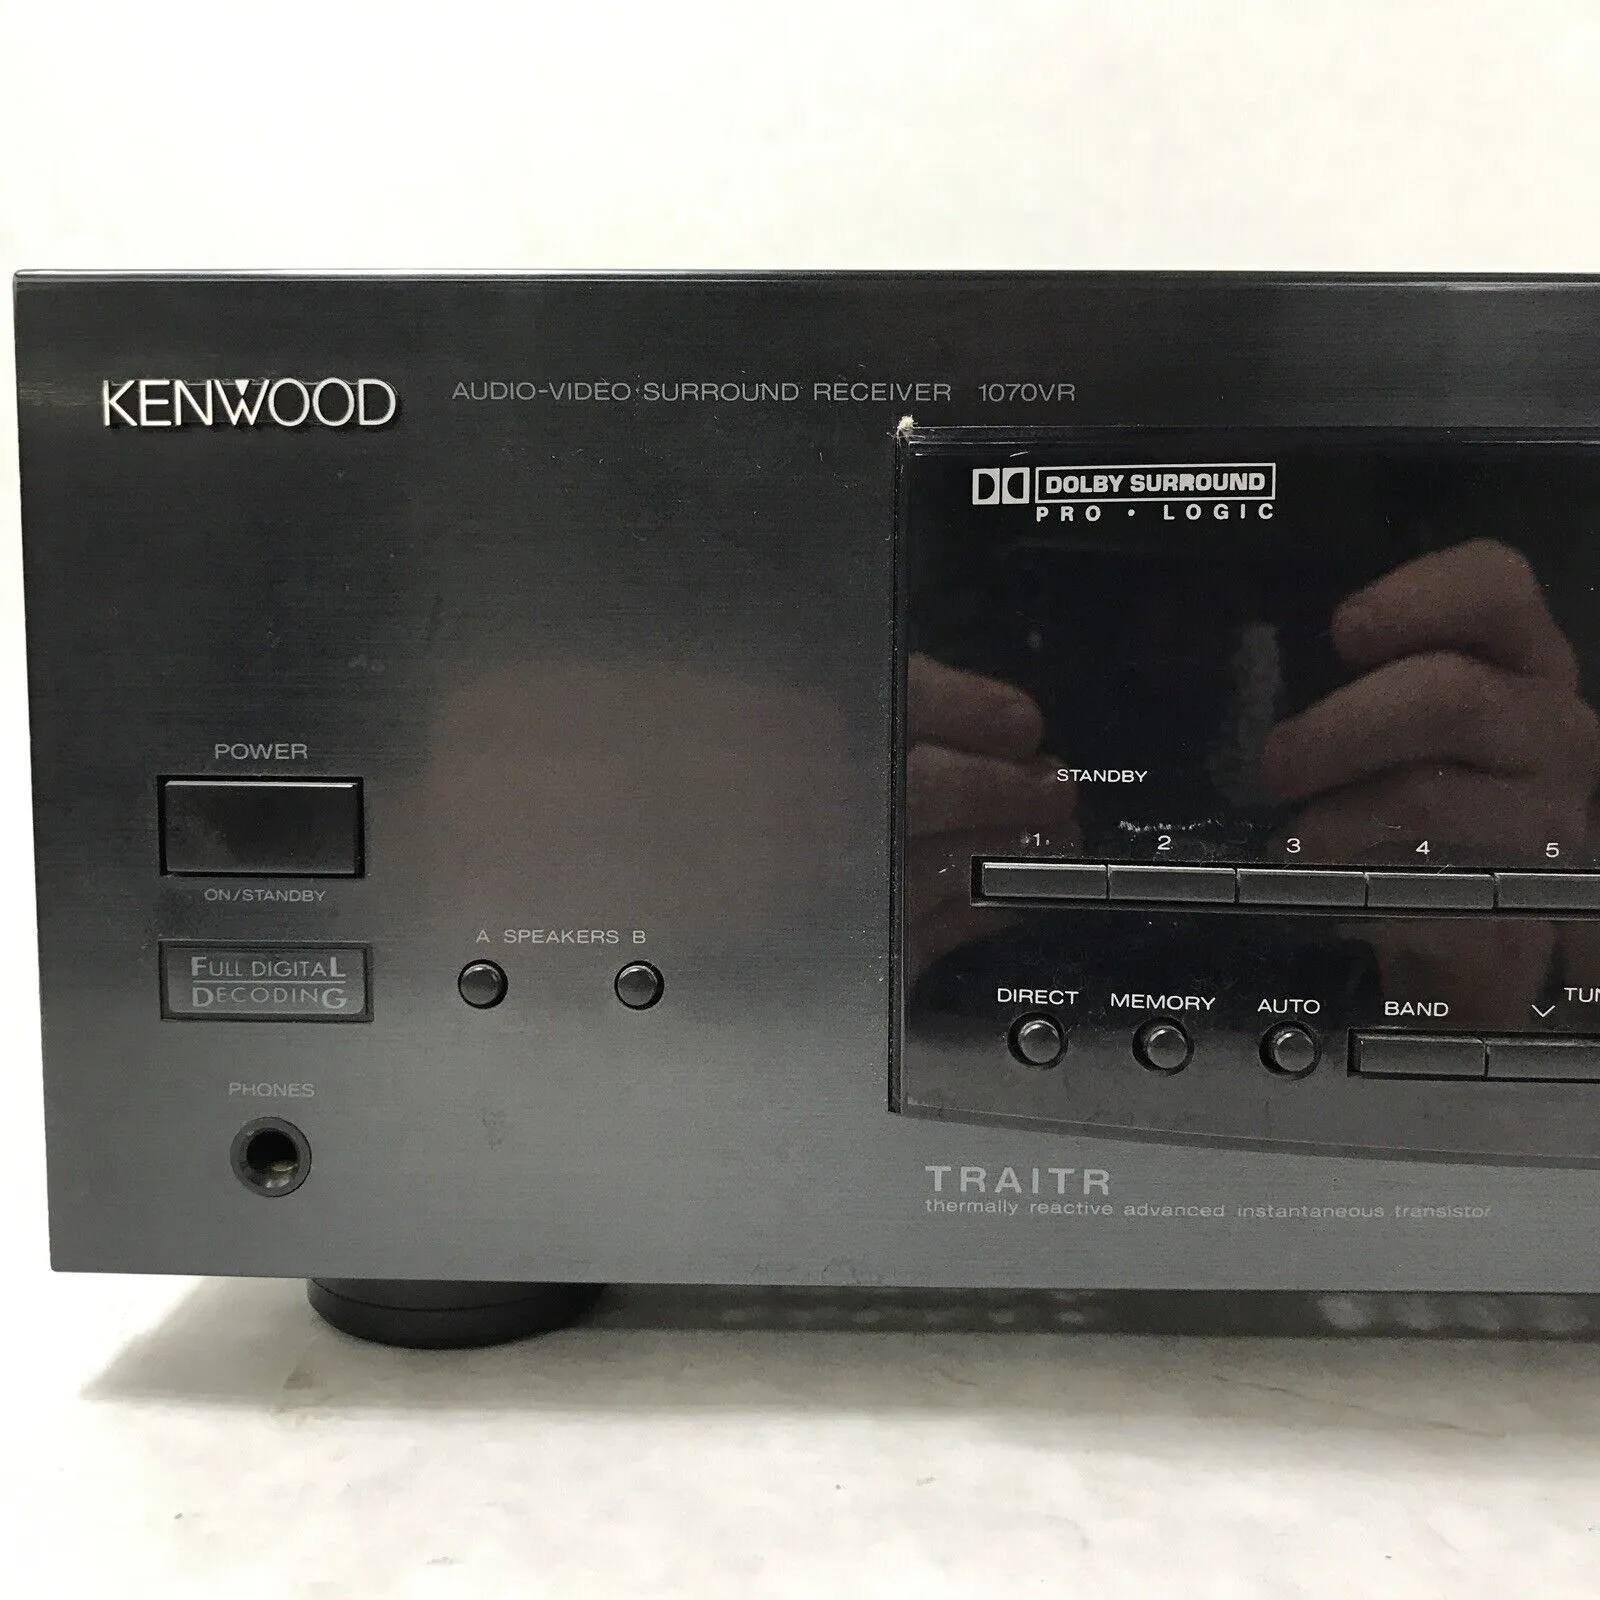 KENWOOD AUDIO-VIDEO SURROUND RECEIVER 1070VR
DOLBY SURROUND
PRO • LOGIC
POWER
ON/STANDBY
FULL DIGITAL
DECODING
A SPEAKERS B
PHONES
STANDBY
1 2 3 4 5
DIRECT MEMORY AUTO BAND
TRAITR
thermally reactive advanced instantaneous transistor